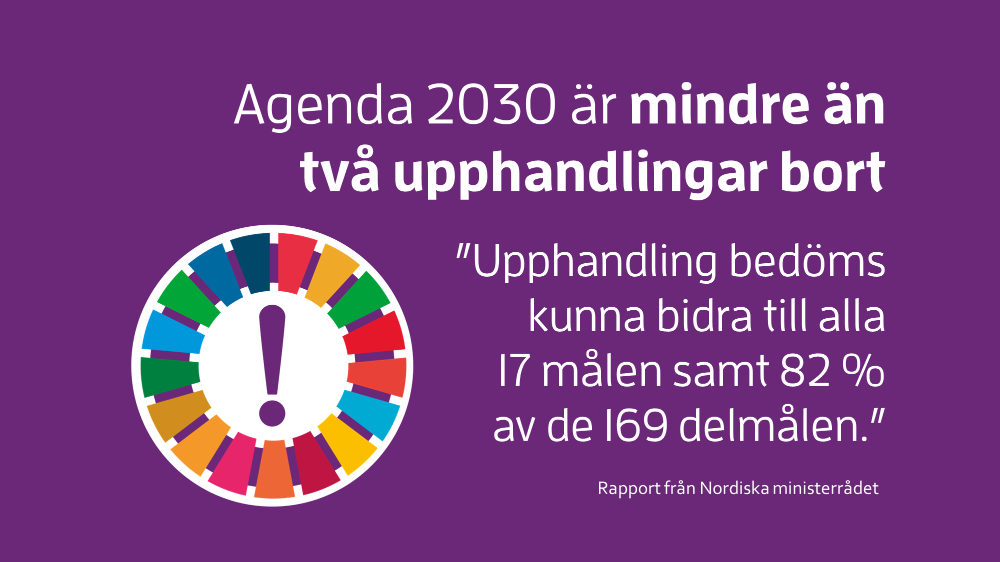 Agenda 2030 är mindre än
två upphandlingar bort
"Upphandling bedöms
kunna bidra till alla
17 målen samt 82 %
av de 169 delmålen."
Rapport från Nordiska ministerrådet